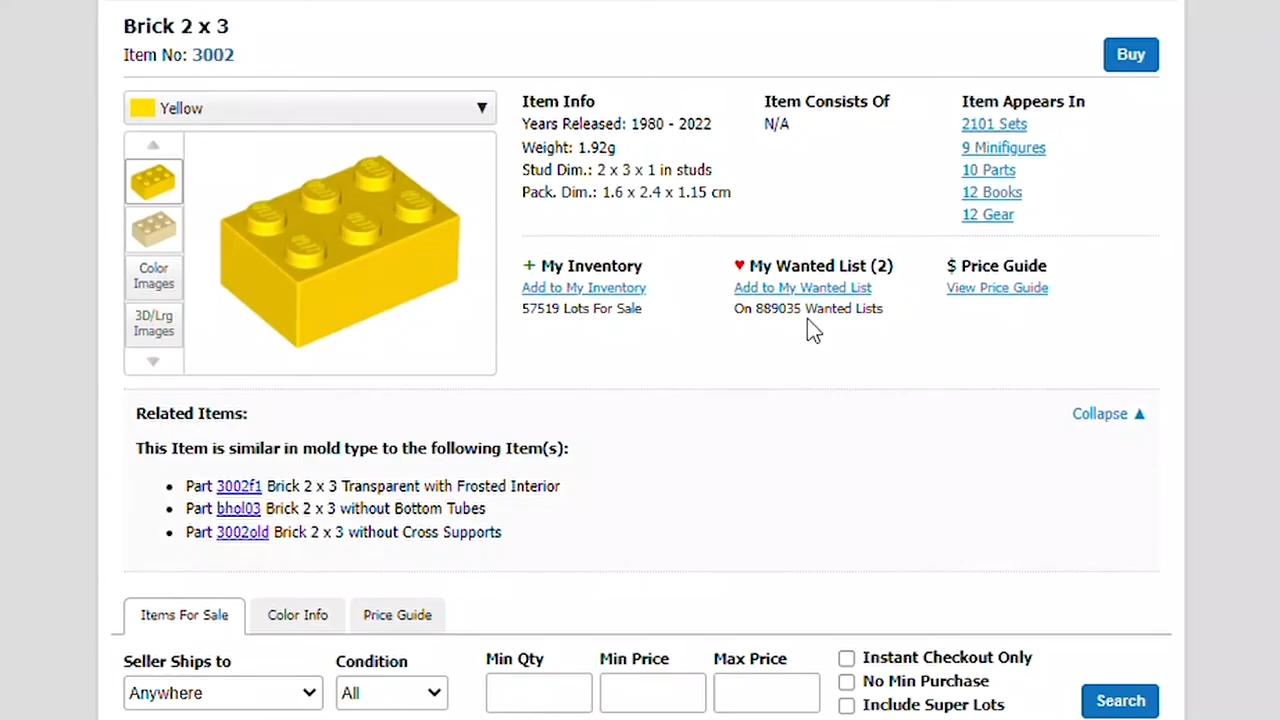 Brick 2 x 3
Item No: 3002
Buy
Yellow
Color
Images
3D/Lrg
Images
Item Info
Years Released: 1980 - 2022
Weight: 1.92g
Stud Dim.: 2 x 3 x 1 in studs
Pack. Dim.: 1.6 x 2.4 x 1.15 cm
Item Consists Of
N/A
Item Appears In
2101 Sets
9 Minifigures
10 Parts
12 Books
12 Gear
+ My Inventory
Add to My Inventory
57519 Lots For Sale
♥ My Wanted List (2)
Add to My Wanted List
On 889035 Wanted Lists
$ Price Guide
View Price Guide
Related Items:
Collapse ▲
This Item is similar in mold type to the following Item(s):
• Part 3002f1 Brick 2 x 3 Transparent with Frosted Interior
• Part bhol03 Brick 2 x 3 without Bottom Tubes
• Part 3002old Brick 2 x 3 without Cross Supports
Items For Sale
Color Info
Price Guide
Seller Ships to
Anywhere
Condition
All
Min Qty
Min Price
Max Price
Instant Checkout Only
No Min Purchase
Include Super Lots
Search